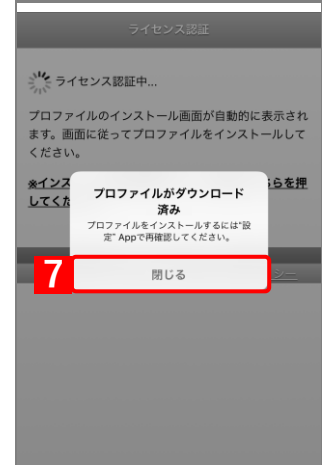 ライセンス認証
ライセンス認証中...
プロファイルのインストール画面が自動的に表示され
ます。画面に従ってプロファイルをインストールして
ください。
※インス
ちらを押
してくだ
プロファイルがダウンロード
済み
プロファイルをインストールするには"設
定" Appで再確認してください。
7
閉じる
シー